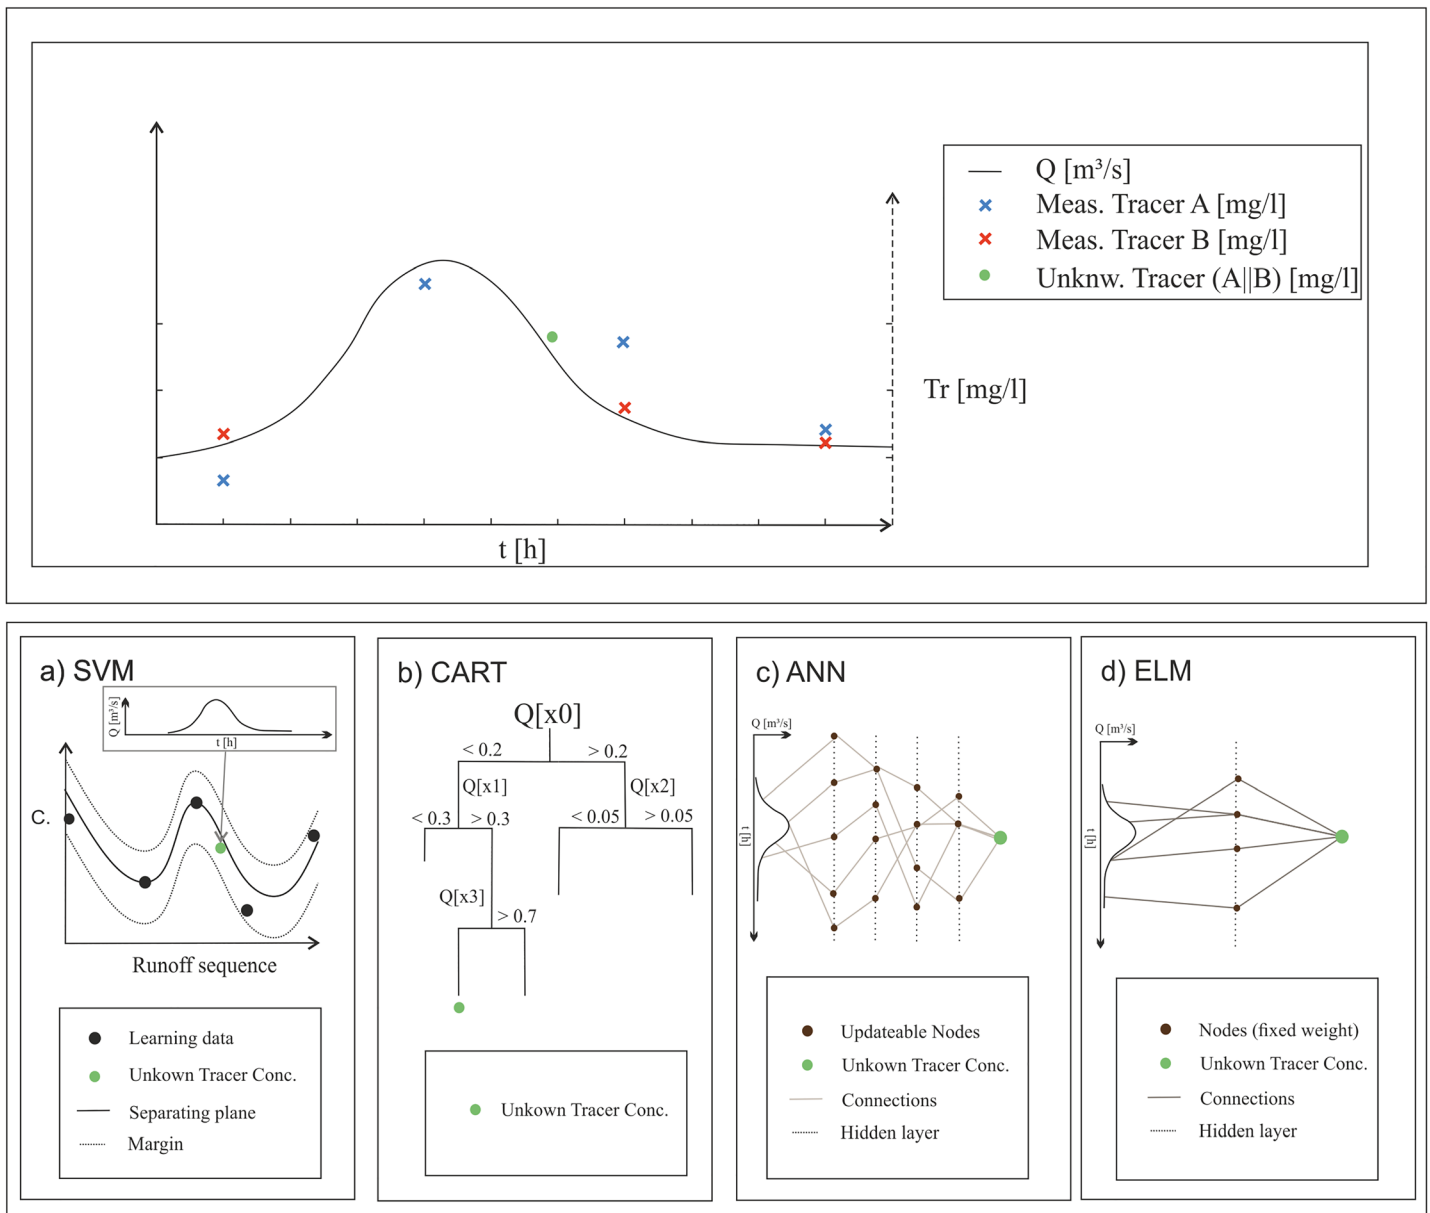 Q [m³/s]
Meas. Tracer A [mg/l]
Meas. Tracer B [mg/l]
Unknw. Tracer (A||B) [mg/l]
Tr [mg/l]
t [h]
a) SVM
Q [m³/s]
t [h]
C.
Runoff sequence
Learning data
Unkown Tracer Conc.
Separating plane
Margin
b) CART
Q[x0]
< 0.2
> 0.2
Q[x1]
Q[x2]
< 0.3
> 0.3
< 0.05
> 0.05
Q[x3]
> 0.7
Unkown Tracer Conc.
c) ANN
Q [m³/s]
t [h]
Updateable Nodes
Unkown Tracer Conc.
Connections
Hidden layer
d) ELM
Q [m³/s]
t [h]
Nodes (fixed weight)
Unkown Tracer Conc.
Connections
Hidden layer